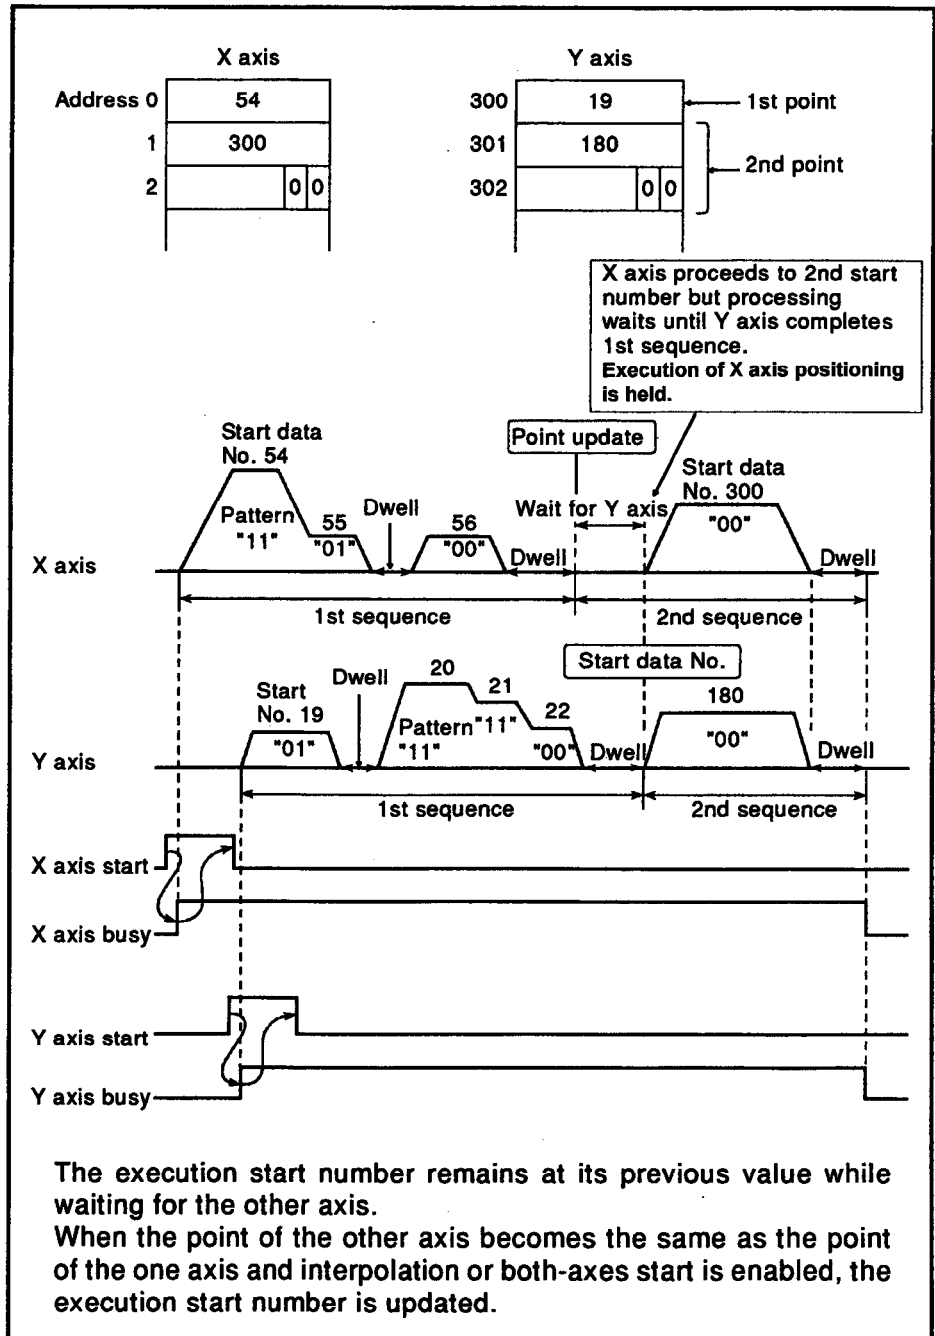 X axis
Y axis
Address 0 54
300 19 1st point
1 300
301 180
2nd point
2 0 0
302 0 0
X axis proceeds to 2nd start
number but processing
waits until Y axis completes
1st sequence.
Execution of X axis positioning
is held.
Start data
No. 54
Point update
Start data
No. 300
Pattern
"11"
55
"01"
Dwell
56
"00"
Dwell
Wait for Y axis
"00"
Dwell
X axis
1st sequence
2nd sequence
Start data No.
Start
No. 19
"01"
Dwell
20
21
22
Pattern "11"
"11"
"00"
Dwell
180
"00"
Dwell
Y axis
1st sequence
2nd sequence
X axis start
X axis busy
Y axis start
Y axis busy
The execution start number remains at its previous value while
waiting for the other axis.
When the point of the other axis becomes the same as the point
of the one axis and interpolation or both-axes start is enabled, the
execution start number is updated.